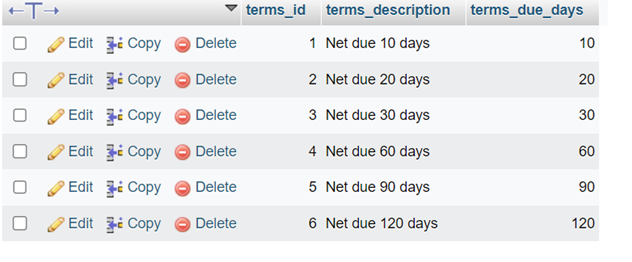 ←T→ terms_id terms_description terms_due_days
Edit Copy Delete 1 Net due 10 days 10
Edit Copy Delete 2 Net due 20 days 20
Edit Copy Delete 3 Net due 30 days 30
Edit Copy Delete 4 Net due 60 days 60
Edit Copy Delete 5 Net due 90 days 90
Edit Copy Delete 6 Net due 120 days 120